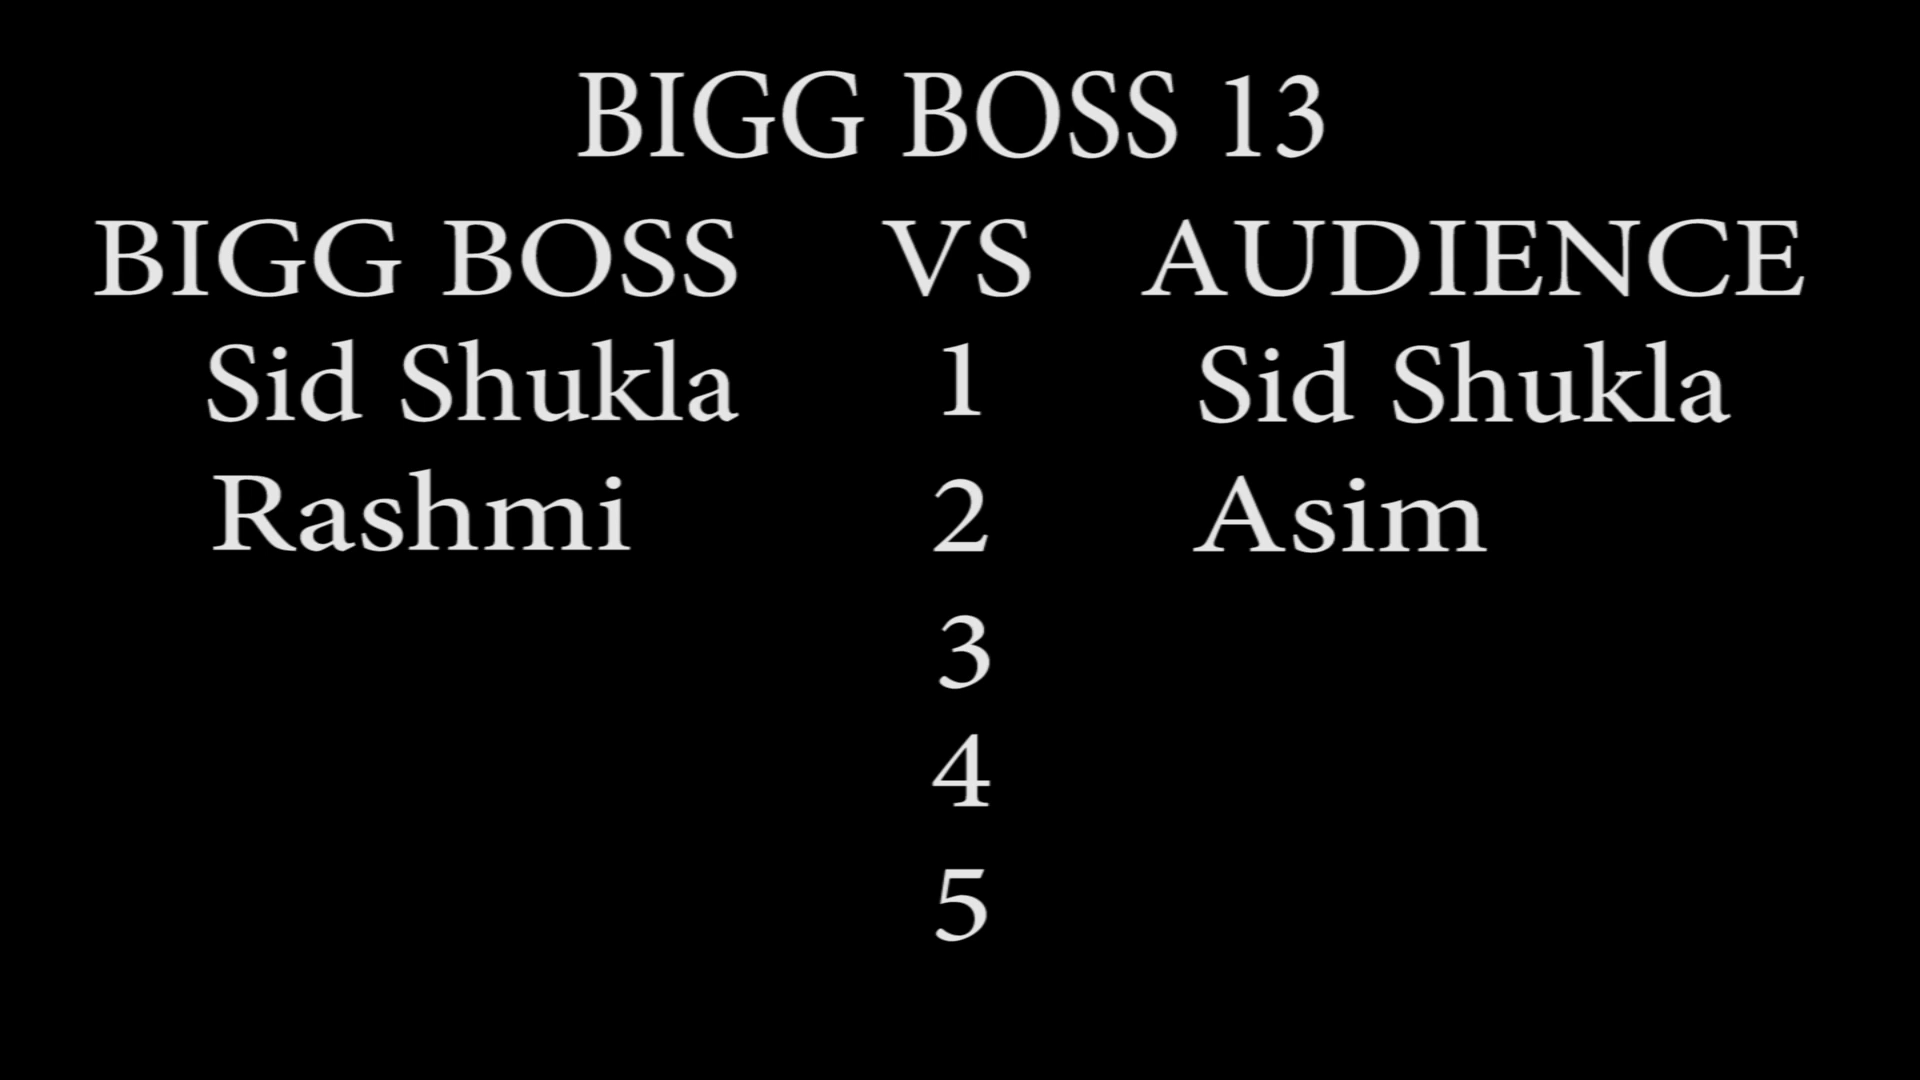 BIGG BOSS 13
BIGG BOSS VS AUDIENCE
Sid Shukla 1 Sid Shukla
Rashmi 2 Asim
3
4
5